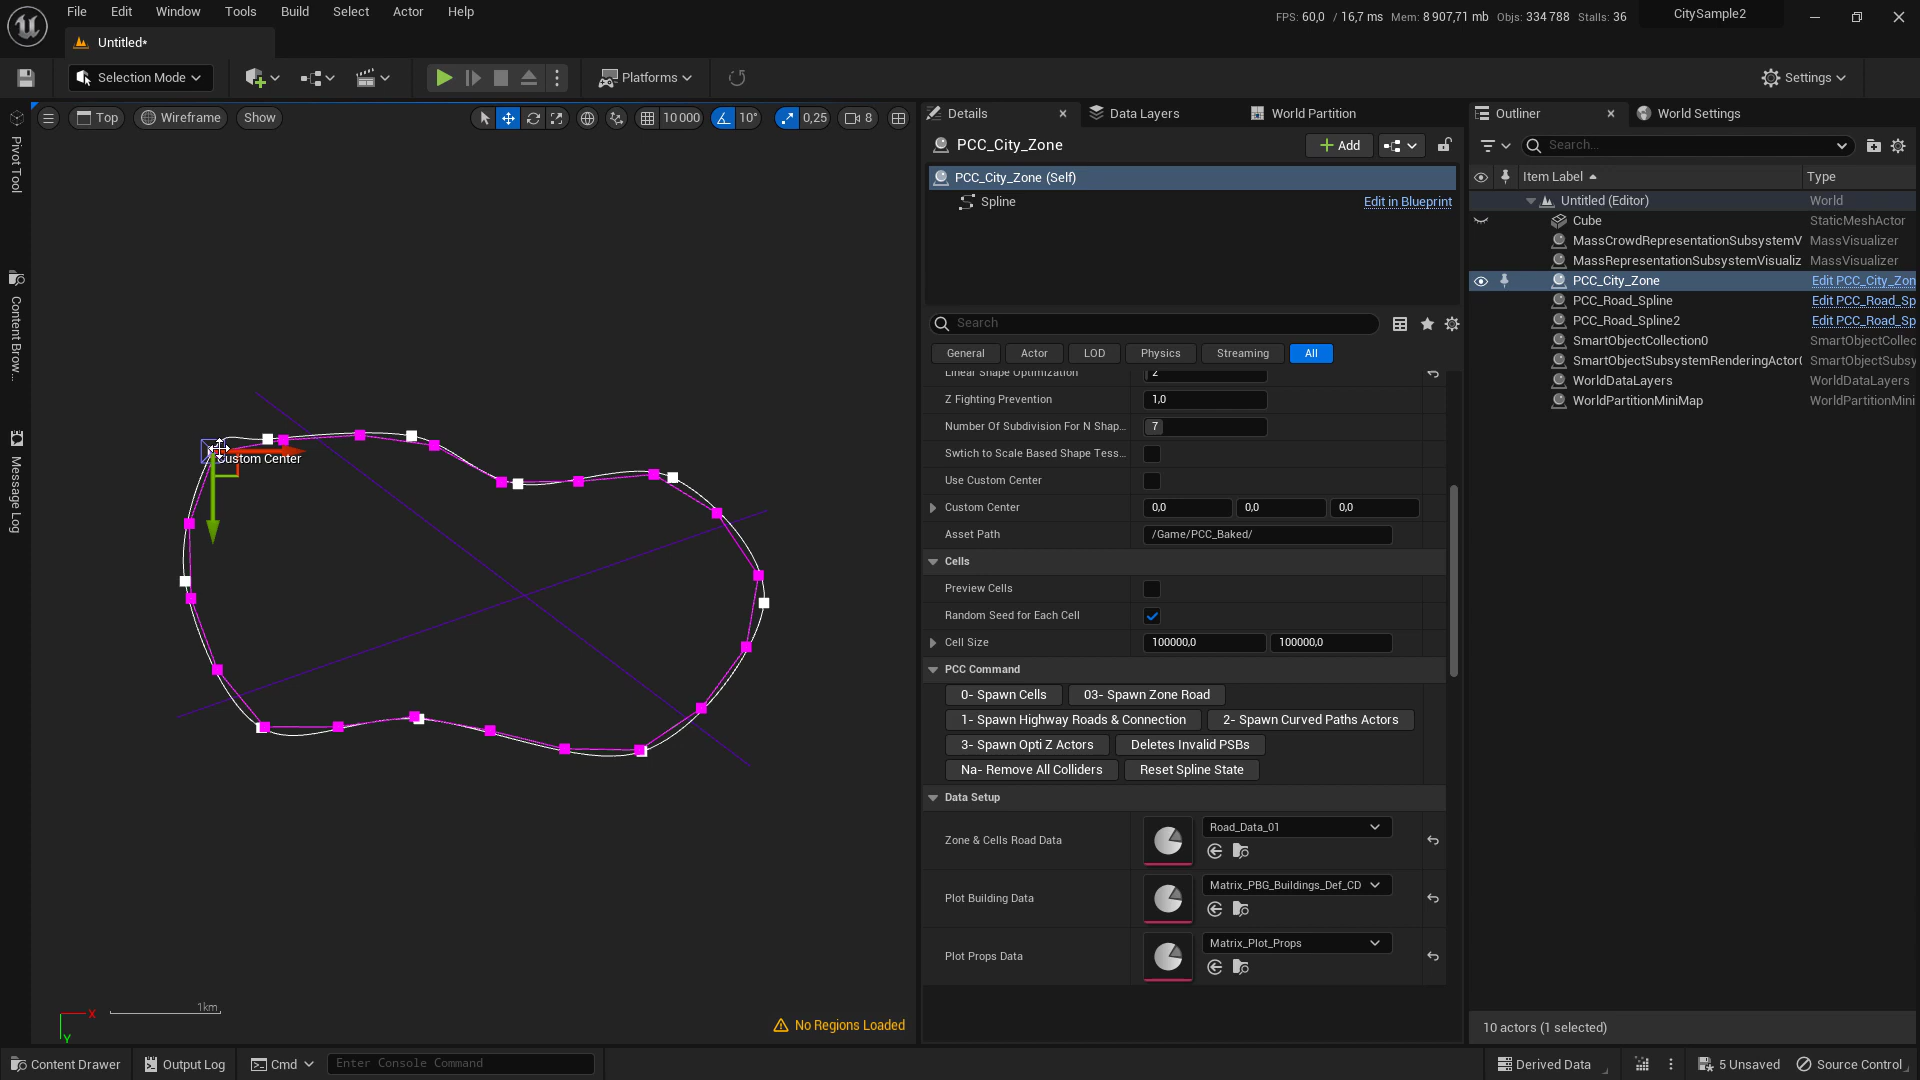 File Edit Window Tools Build Select Actor Help
FPS: 60,0 / 16,7 ms Mem: 8 907,71 mb Objs: 334 788 Stalls: 36
CitySample2
Untitled*
Selection Mode
Platforms
Settings
Top Wireframe Show
10 000 10° 0,25 8
Pivot Tool
Content Brow...
Message Log
Custom Center
1km
X
Y
No Regions Loaded
Details
Data Layers
World Partition
PCC_City_Zone
Add
PCC_City_Zone (Self)
Spline
Edit in Blueprint
Search
General Actor LOD Physics Streaming All
Linear Shape Optimization 2
Z Fighting Prevention 1,0
Number Of Subdivision For N Shap... 7
Swtich to Scale Based Shape Tess...
Use Custom Center
Custom Center 0,0 0,0 0,0
Asset Path /Game/PCC_Baked/
Cells
Preview Cells
Random Seed for Each Cell
Cell Size 100000,0 100000,0
PCC Command
0- Spawn Cells 03- Spawn Zone Road
1- Spawn Highway Roads & Connection 2- Spawn Curved Paths Actors
3- Spawn Opti Z Actors Deletes Invalid PSBs
Na- Remove All Colliders Reset Spline State
Data Setup
Zone & Cells Road Data Road_Data_01
Plot Building Data Matrix_PBG_Buildings_Def_CD
Plot Props Data Matrix_Plot_Props
Outliner
World Settings
Search...
Item Label Type
Untitled (Editor) World
Cube StaticMeshActor
MassCrowdRepresentationSubsystemV MassVisualizer
MassRepresentationSubsystemVisualiz MassVisualizer
PCC_City_Zone Edit PCC_City_Zon
PCC_Road_Spline Edit PCC_Road_Sp
PCC_Road_Spline2 Edit PCC_Road_Sp
SmartObjectCollection0 SmartObjectCollec
SmartObjectSubsystemRenderingActor( SmartObjectSubsy
WorldDataLayers WorldDataLayers
WorldPartitionMiniMap WorldPartitionMini
10 actors (1 selected)
Content Drawer Output Log Cmd Enter Console Command
Derived Data 5 Unsaved Source Control